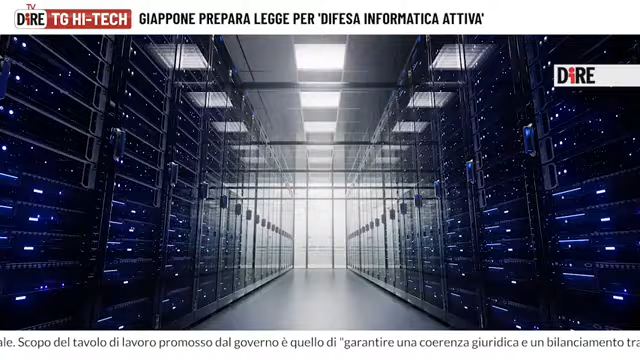 TV
DiRE TG HI-TECH GIAPPONE PREPARA LEGGE PER 'DIFESA INFORMATICA ATTIVA'
DiRE
ale. Scopo del tavolo di lavoro promosso dal governo è quello di "garantire una coerenza giuridica e un bilanciamento tra